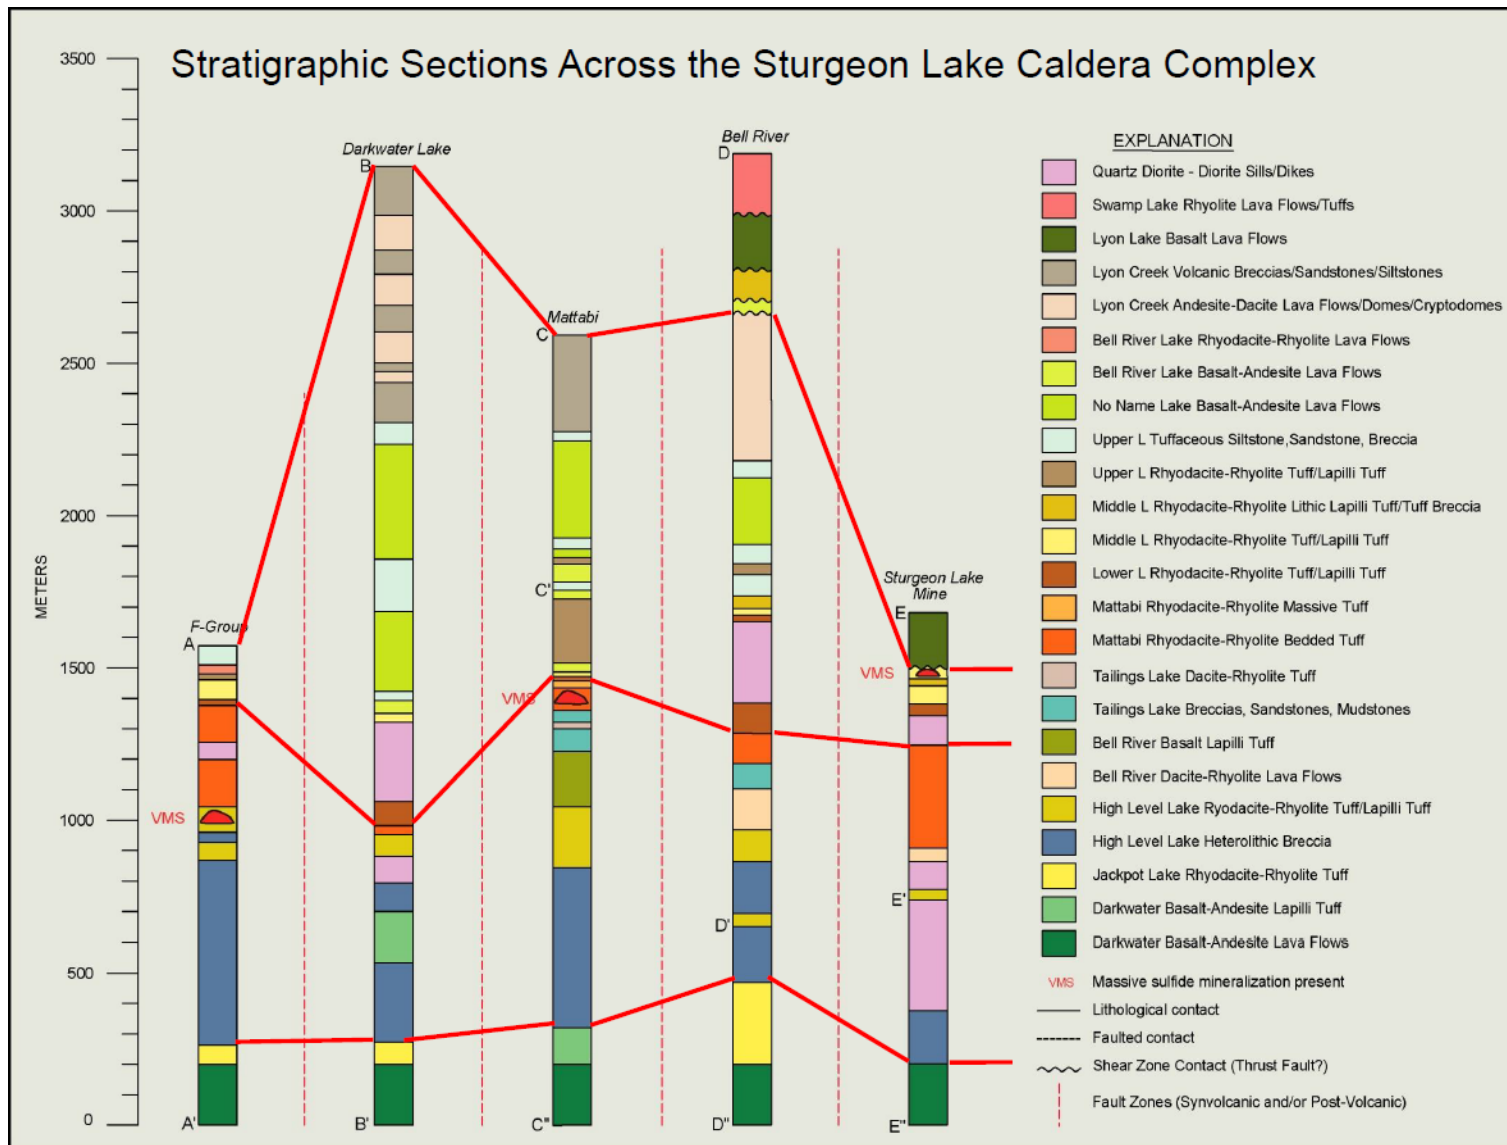 Stratigraphic Sections Across the Sturgeon Lake Caldera Complex
3500
3000
2500
2000
1500
1000
500
0
METERS
F-Group
A
VMS
A'
Darkwater Lake
B
B'
Mattabi
C
C'
VMS
C"
Bell River
D
D'
D"
Sturgeon Lake
Mine
E
VMS
E'
E"
EXPLANATION
Quartz Diorite - Diorite Sills/Dikes
Swamp Lake Rhyolite Lava Flows/Tuffs
Lyon Lake Basalt Lava Flows
Lyon Creek Volcanic Breccias/Sandstones/Siltstones
Lyon Creek Andesite-Dacite Lava Flows/Domes/Cryptodomes
Bell River Lake Rhyodacite-Rhyolite Lava Flows
Bell River Lake Basalt-Andesite Lava Flows
No Name Lake Basalt-Andesite Lava Flows
Upper L Tuffaceous Siltstone,Sandstone, Breccia
Upper L Rhyodacite-Rhyolite Tuff/Lapilli Tuff
Middle L Rhyodacite-Rhyolite Lithic Lapilli Tuff/Tuff Breccia
Middle L Rhyodacite-Rhyolite Tuff/Lapilli Tuff
Lower L Rhyodacite-Rhyolite Tuff/Lapilli Tuff
Mattabi Rhyodacite-Rhyolite Massive Tuff
Mattabi Rhyodacite-Rhyolite Bedded Tuff
Tailings Lake Dacite-Rhyolite Tuff
Tailings Lake Breccias, Sandstones, Mudstones
Bell River Basalt Lapilli Tuff
Bell River Dacite-Rhyolite Lava Flows
High Level Lake Ryodacite-Rhyolite Tuff/Lapilli Tuff
High Level Lake Heterolithic Breccia
Jackpot Lake Rhyodacite-Rhyolite Tuff
Darkwater Basalt-Andesite Lapilli Tuff
Darkwater Basalt-Andesite Lava Flows
VMS Massive sulfide mineralization present
Lithological contact
Faulted contact
Shear Zone Contact (Thrust Fault?)
Fault Zones (Synvolcanic and/or Post-Volcanic)